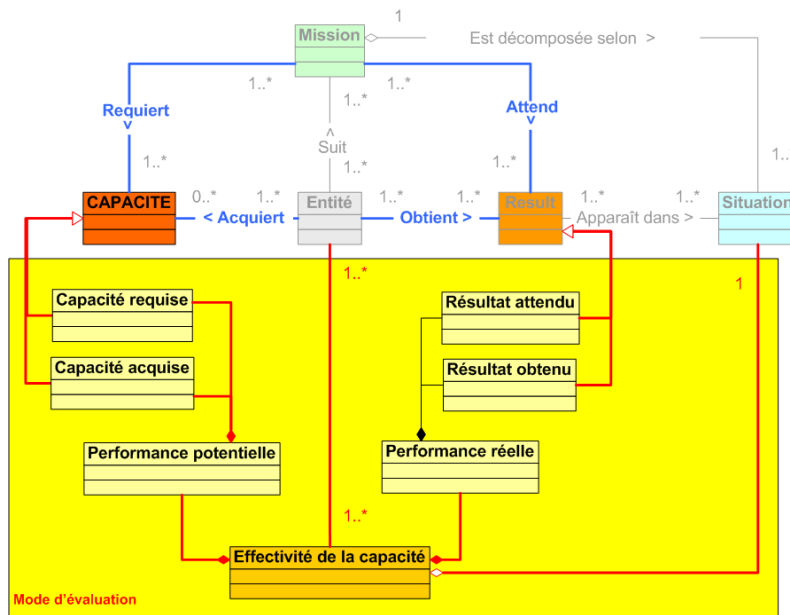 1
Mission
Est décomposée selon >
1..*
1..*
1..*
Requiert
>
Attend
>
>
Suit
1..*
1..*
1..*
1..
CAPACITE
0..*
1..*
Entité
1..*
1..*
Result
1..*
1..*
Situation
< Acquiert
Obtient >
Apparaît dans >
1..*
1
Capacité requise
Résultat attendu
Capacité acquise
Résultat obtenu
Performance potentielle
Performance réelle
1..*
Effectivité de la capacité
Mode d'évaluation